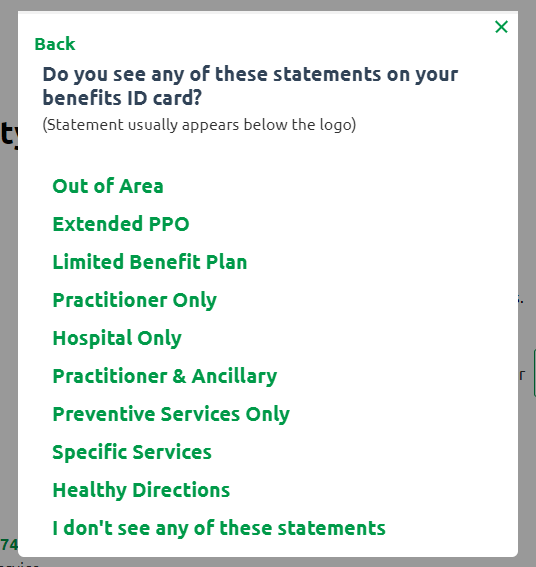 Back
Do you see any of these statements on your
benefits ID card?
(Statement usually appears below the logo)
Out of Area
Extended PPO
Limited Benefit Plan
Practitioner Only
Hospital Only
Practitioner & Ancillary
Preventive Services Only
Specific Services
Healthy Directions
I don't see any of these statements
74